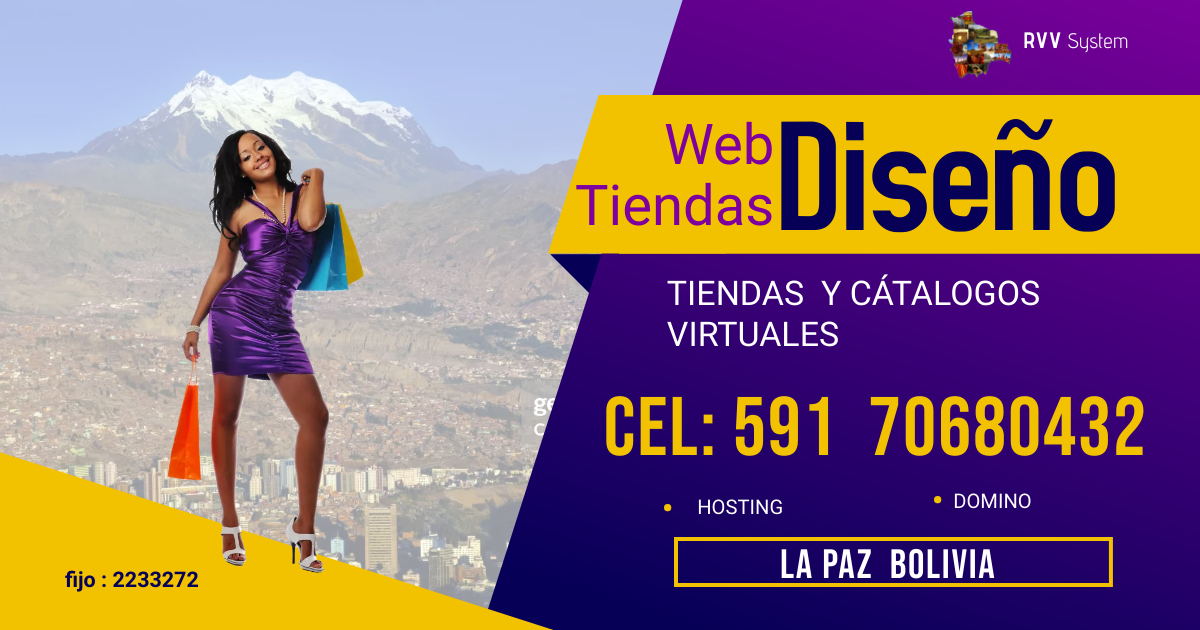 RVV System
Web
Tiendas
Diseño
TIENDAS Y CÁTALOGOS
VIRTUALES
CEL: 591 70680432
HOSTING
DOMINO
LA PAZ BOLIVIA
fijo : 2233272